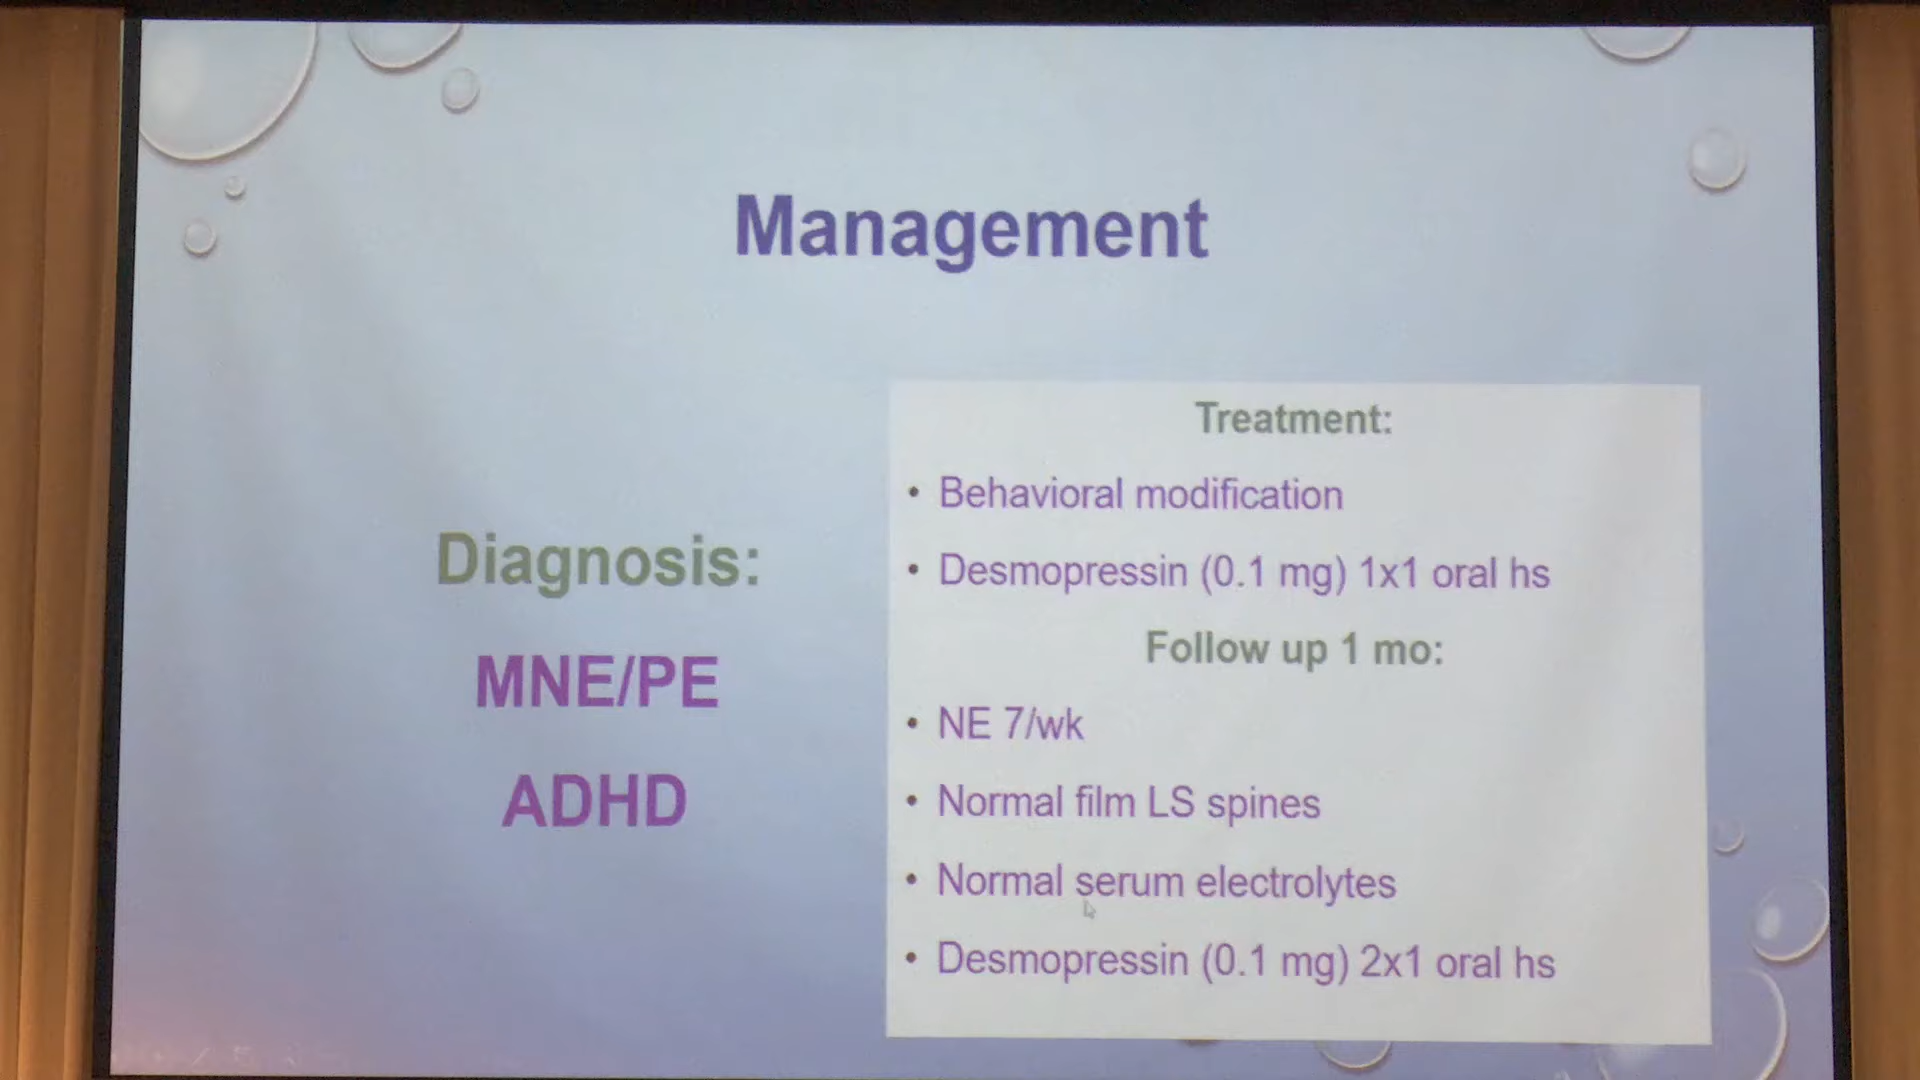 Management
Diagnosis:
MNE/PE
ADHD
Treatment:
• Behavioral modification
• Desmopressin (0.1 mg) 1x1 oral hs
Follow up 1 mo:
• NE 7/wk
• Normal film LS spines
• Normal serum electrolytes
• Desmopressin (0.1 mg) 2x1 oral hs